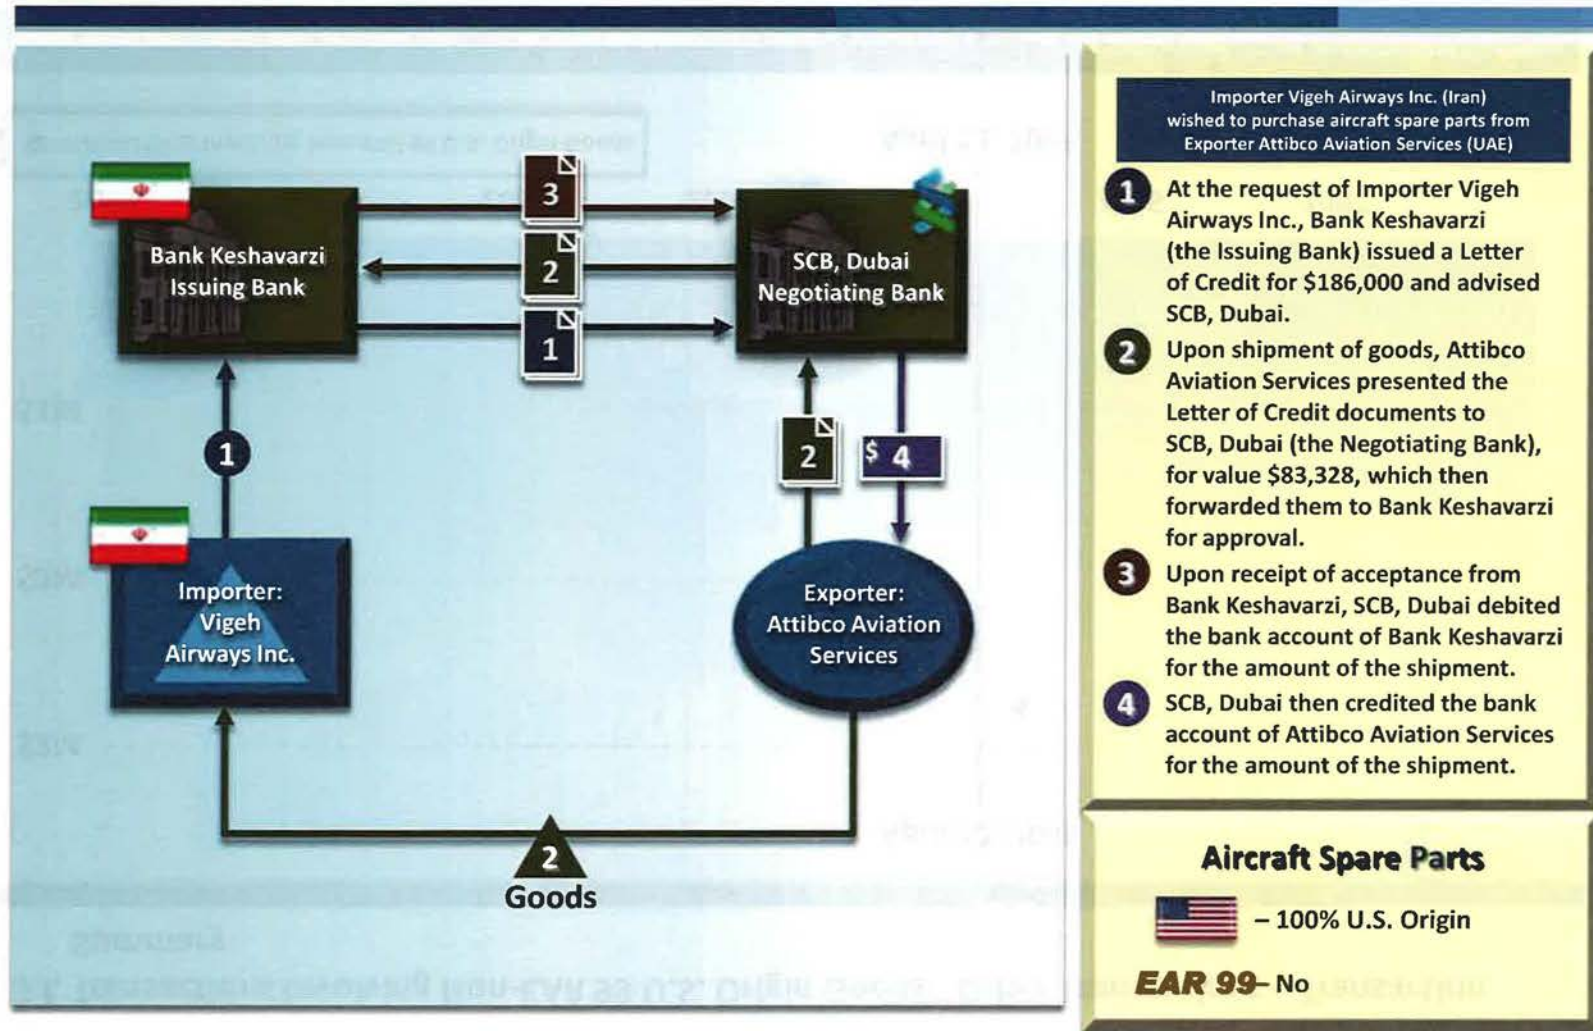 Bank Keshavarzi
Issuing Bank
3
2
1
SCB, Dubai
Negotiating Bank
1
2
$ 4
Importer:
Vigeh
Airways Inc.
Exporter:
Attibco Aviation
Services
2
Goods
Importer Vigeh Airways Inc. (Iran)
wished to purchase aircraft spare parts from
Exporter Attibco Aviation Services (UAE)
1 At the request of Importer Vigeh
Airways Inc., Bank Keshavarzi
(the Issuing Bank) issued a Letter
of Credit for $186,000 and advised
SCB, Dubai.
2 Upon shipment of goods, Attibco
Aviation Services presented the
Letter of Credit documents to
SCB, Dubai (the Negotiating Bank),
for value $83,328, which then
forwarded them to Bank Keshavarzi
for approval.
3 Upon receipt of acceptance from
Bank Keshavarzi, SCB, Dubai debited
the bank account of Bank Keshavarzi
for the amount of the shipment.
4 SCB, Dubai then credited the bank
account of Attibco Aviation Services
for the amount of the shipment.
Aircraft Spare Parts
– 100% U.S. Origin
EAR 99– No